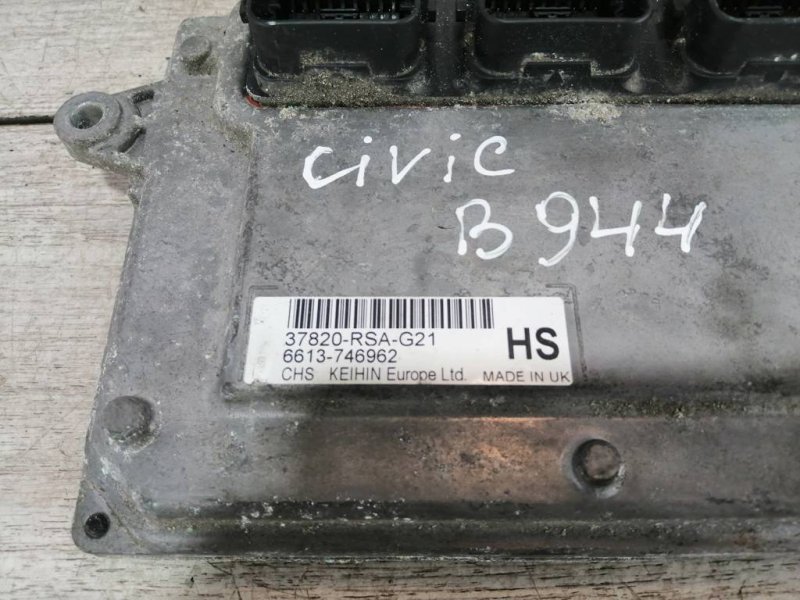 civic
B944
37820-RSA-G21
6613-746962
HS
CHS KEIHIN Europe Ltd. MADE IN UK